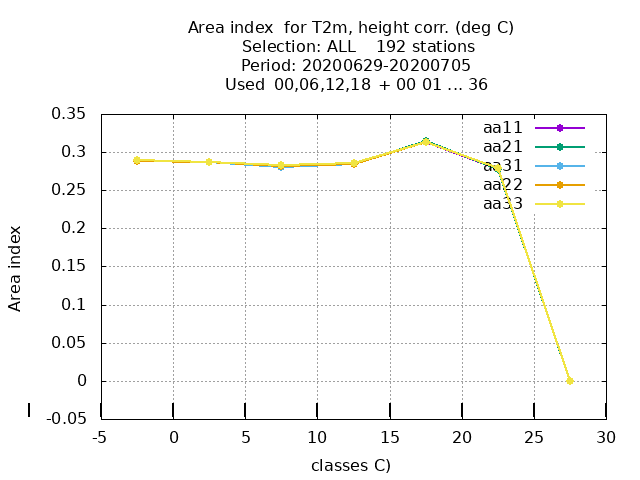 Area index  for T2m, height corr. (deg C)
Selection: ALL    192 stations
Period: 20200629-20200705
Used  00,06,12,18 + 00 01 ... 36
0.35
0.3
0.25
0.2
0.15
0.1
0.05
0
-0.05
Area index
aa11
aa21
aa31
aa22
aa33
-5
0
5
10
15
20
25
30
classes C)